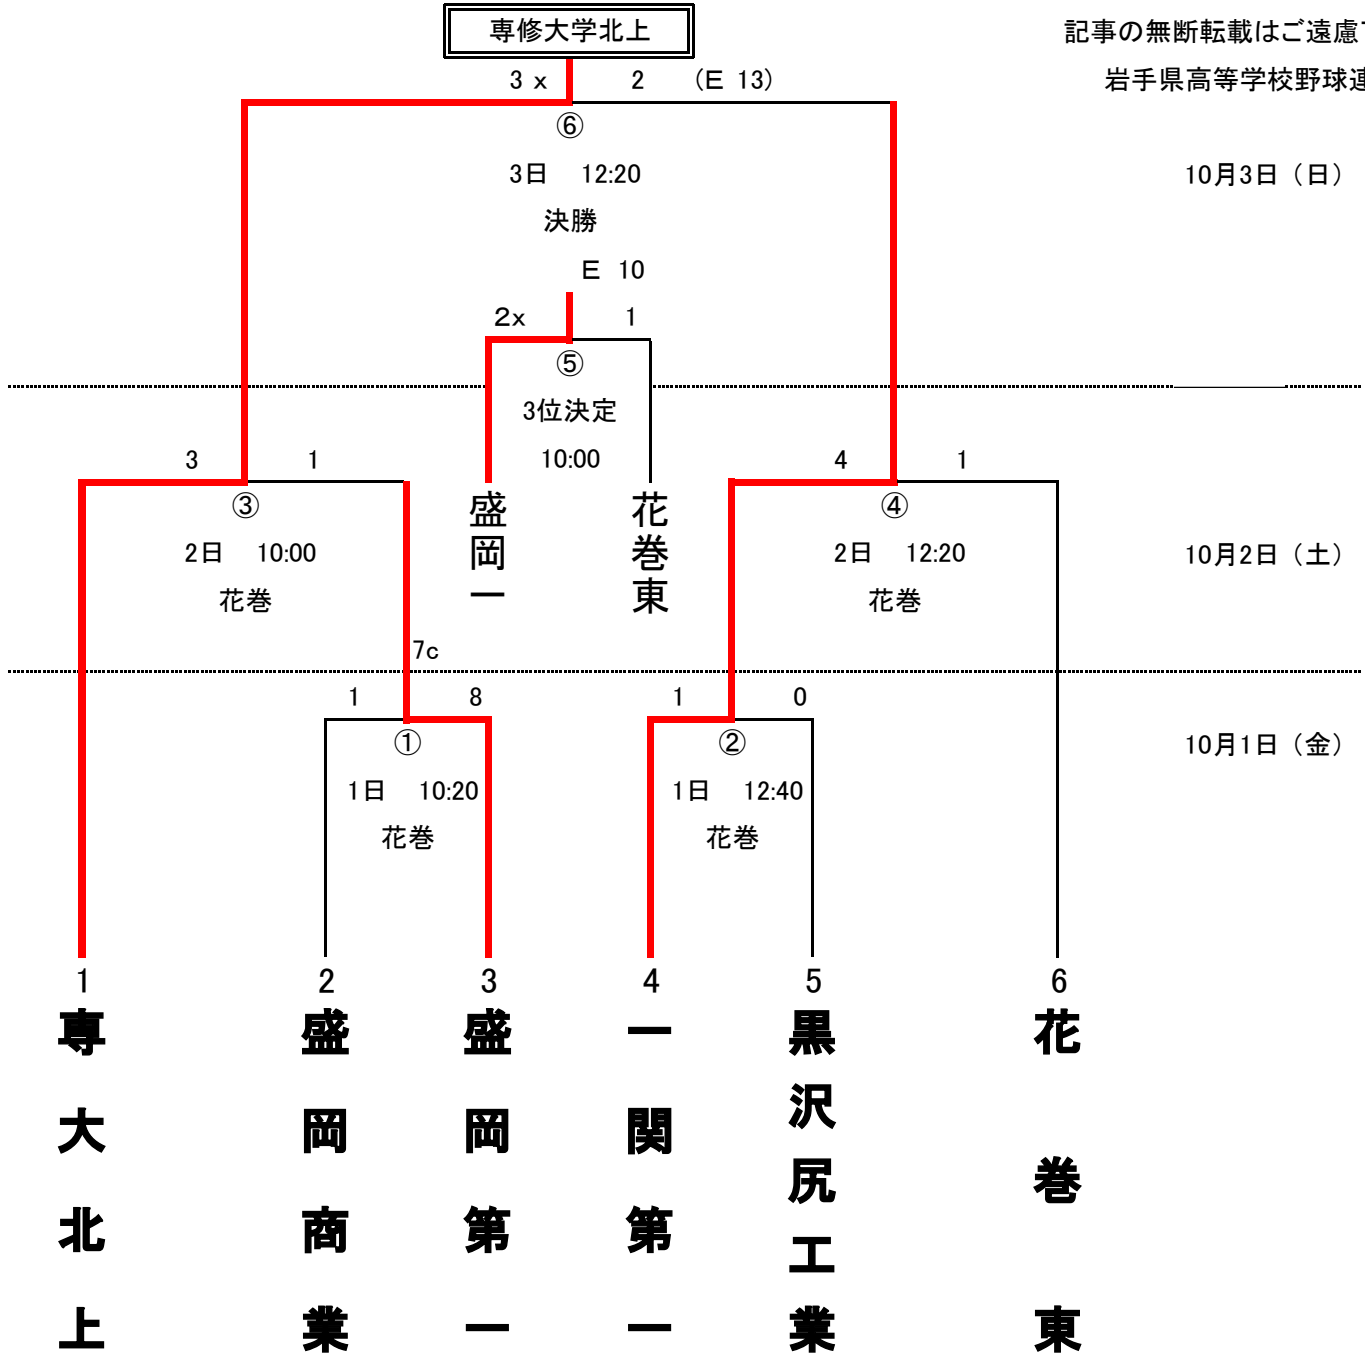 専修大学北上
記事の無断転載はご遠慮
岩手県高等学校野球連
3 x 2 (E 13)
⑥
3日 12:20
10月3日(日)
決勝
E 10
2x 1
⑤
3位決定
10:00
盛岡一
花巻東
3 1
③
2日 10:00
花巻
4 1
④
2日 12:20
花巻
10月2日(土)
7c
1 8
①
1日 10:20
花巻
1 0
②
1日 12:40
花巻
10月1日(金)
1
専大北上
2
盛岡商業
3
盛岡第一
4
一関第一
5
黒沢尻工業
6
花巻東